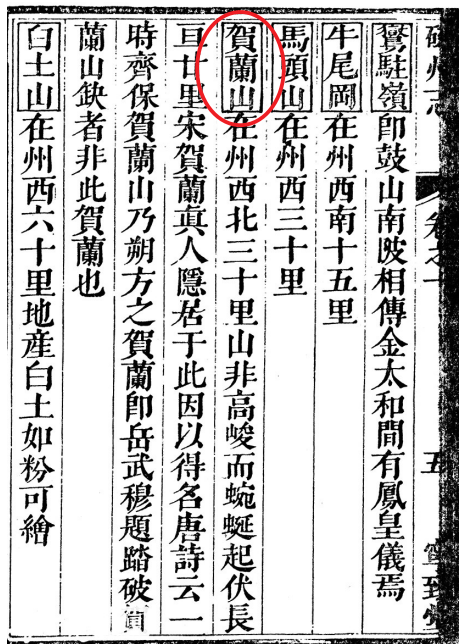 州志 卷之一 五
駐嶺卽鼓山南陂相傳金太和間有鳳皇儀焉
牛尾岡在州西南十五里
馬頭山在州西三十里
賀蘭山在州西北三十里山非高峻而蜿蜒起伏長
亘廿里宋賀蘭眞人隱居于此因以得名唐詩云一
時齊保賀蘭山乃朔方之賀蘭卽岳武穆題踏破賀
蘭山缺者非此賀蘭也
白土山在州西六十里地產白土如粉可繪